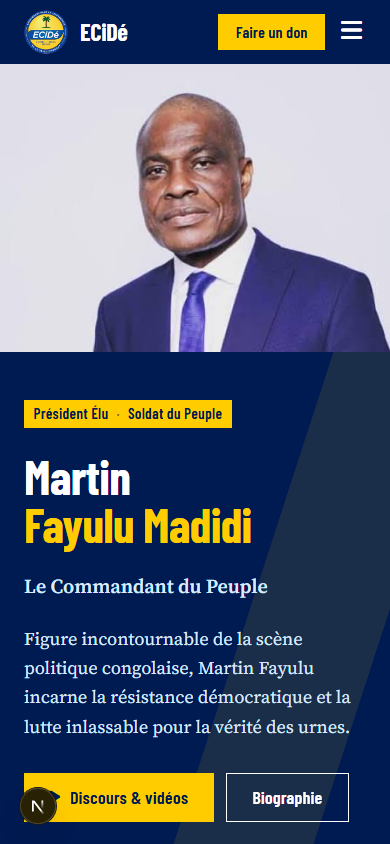 ECiDé
ECiDé
Faire un don
Président Élu · Soldat du Peuple
Martin
Fayulu Madidi
Le Commandant du Peuple
Figure incontournable de la scène
politique congolaise, Martin Fayulu
incarne la résistance démocratique et la
lutte inlassable pour la vérité des urnes.
Discours & vidéos
Biographie
N